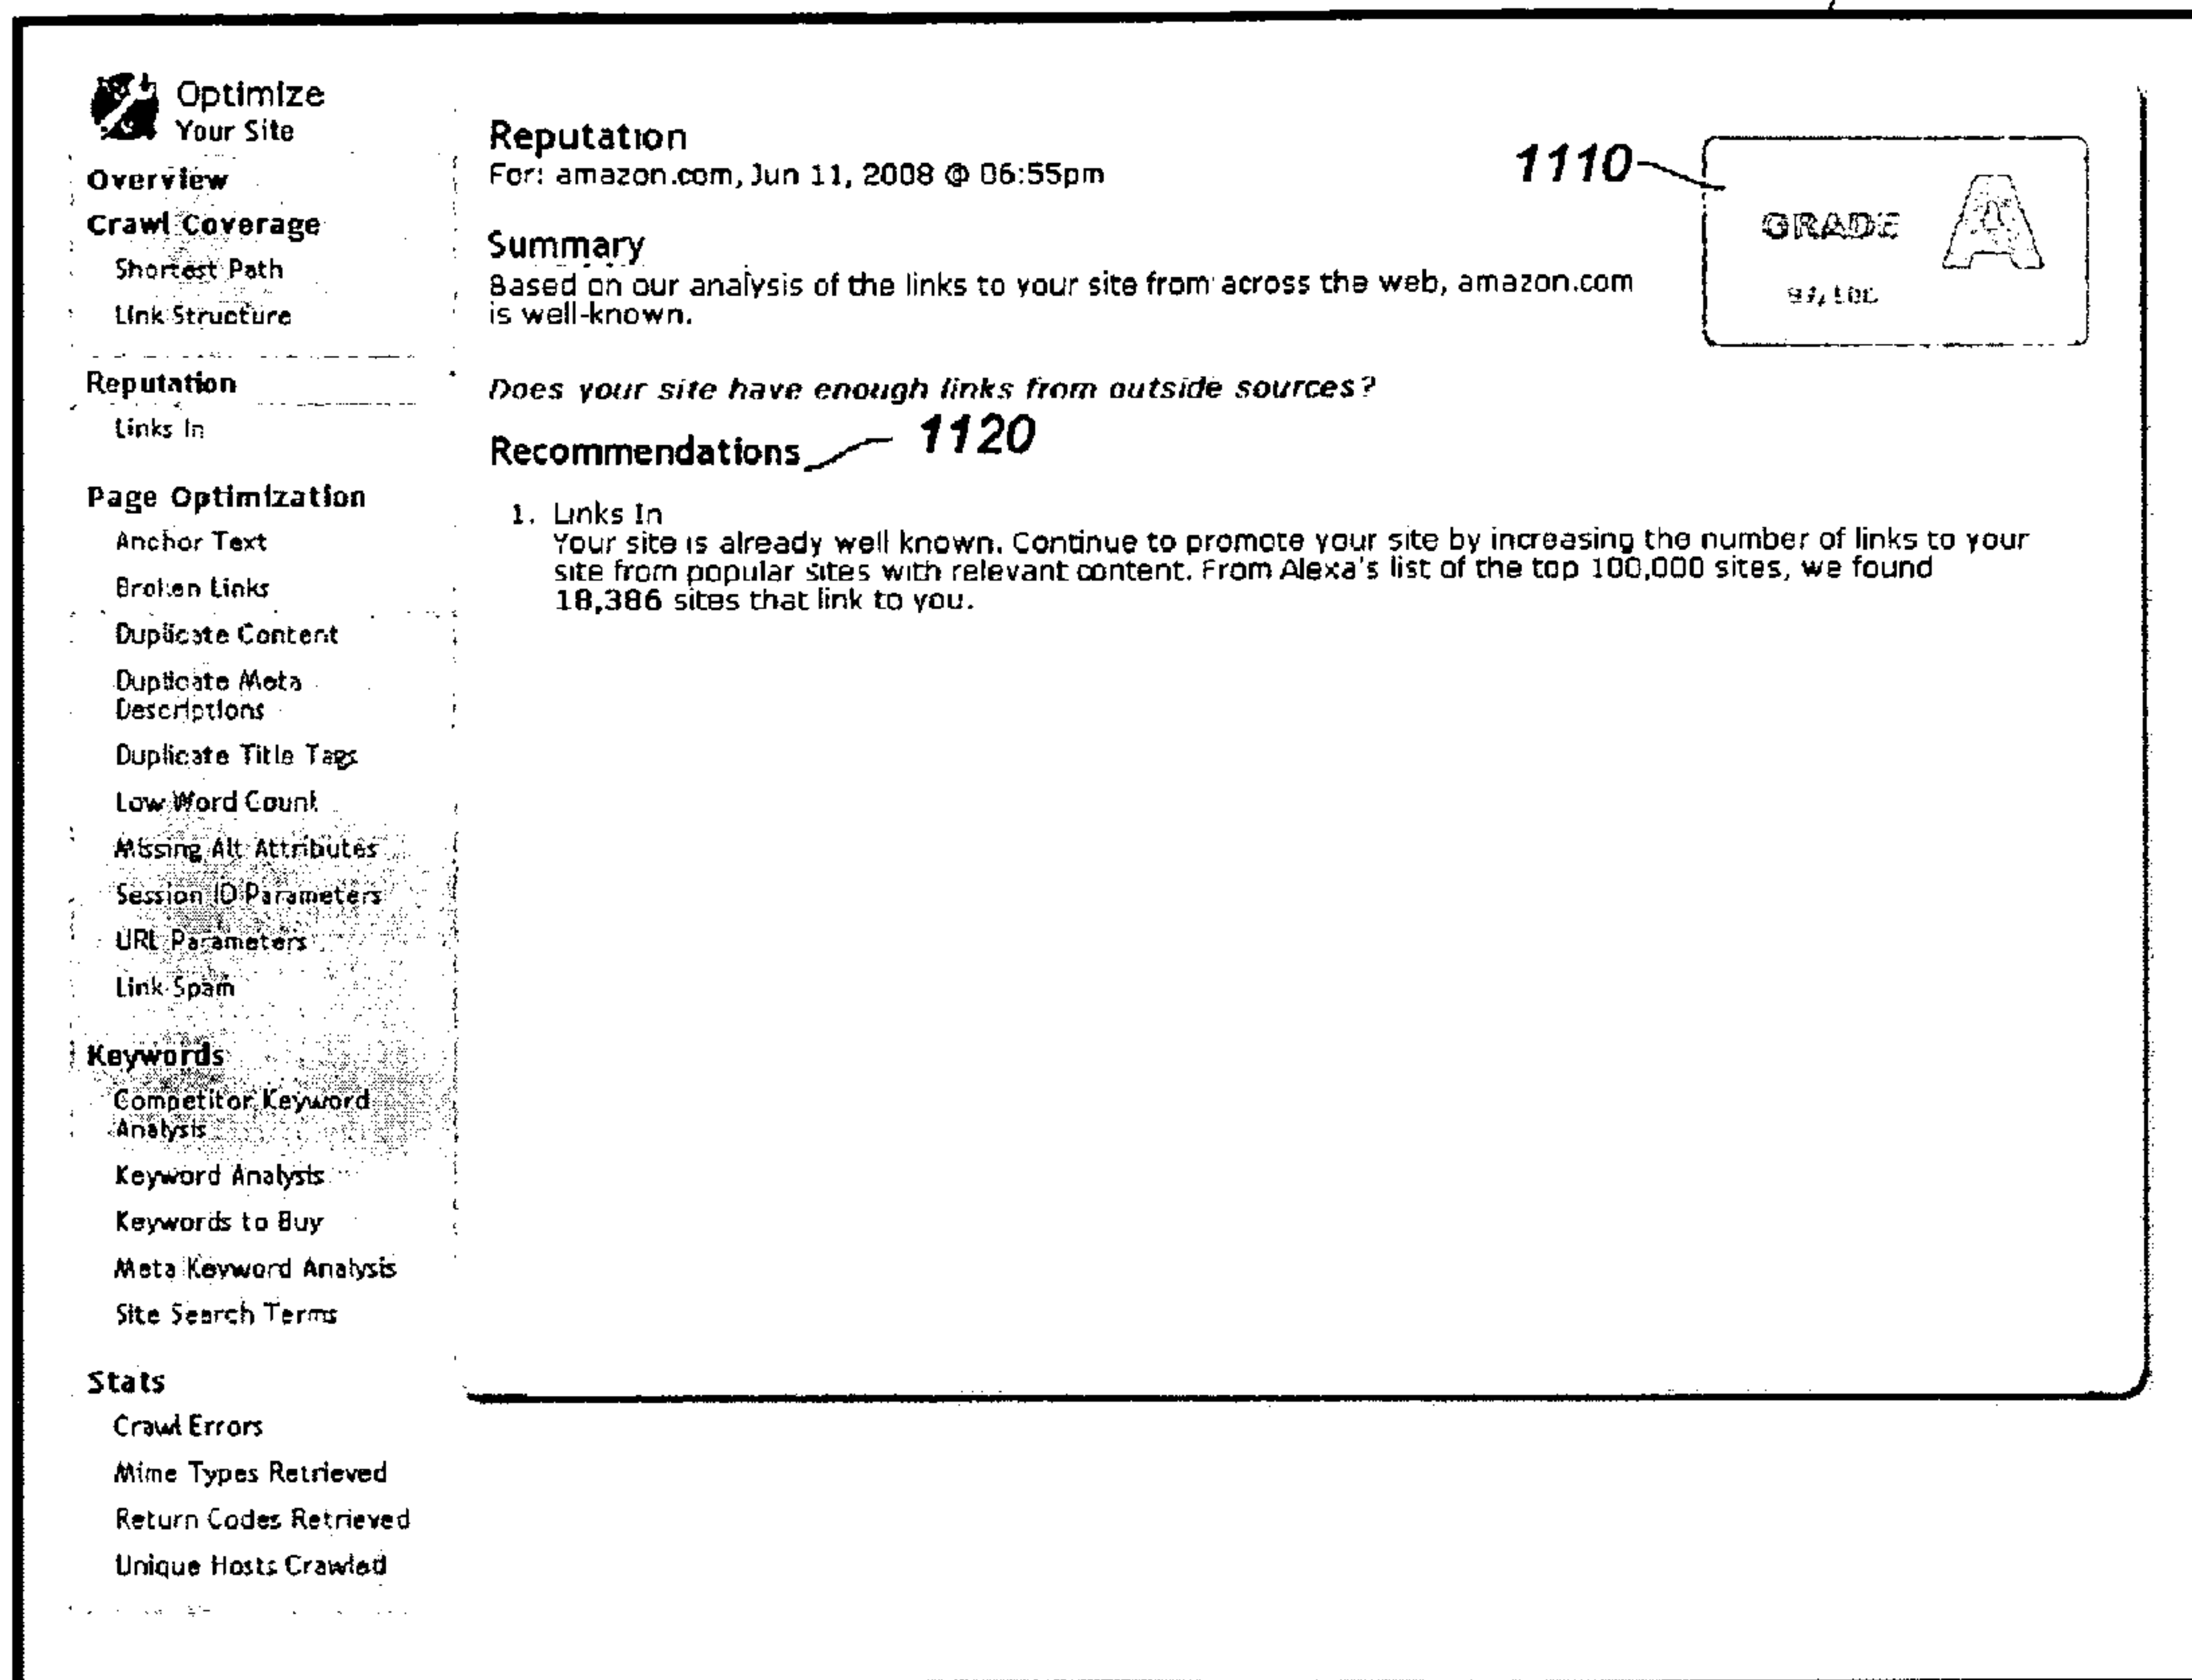 Optimize
Your Site
Overview
Crawl Coverage
Shortest Path
Link Structure
Reputation
Links In
Page Optimization
Anchor Text
Broken Links
Duplicate Content
Duplicate Meta
Descriptions
Duplicate Title Tags
Low Word Count
Missing Alt Attributes
Session ID Parameters
URL Parameters
Link Spam
Keywords
Competitor Keyword
Analysis
Keyword Analysis
Keywords to Buy
Meta Keyword Analysis
Site Search Terms
Stats
Crawl Errors
Mime Types Retrieved
Return Codes Retrieved
Unique Hosts Crawled
Reputation
For: amazon.com, Jun 11, 2008 @ 06:55pm
1110
GRADE A
Summary
Based on our analysis of the links to your site from across the web, amazon.com
is well-known.
Does your site have enough links from outside sources?
Recommendations 1120
1. Links In
Your site is already well known. Continue to promote your site by increasing the number of links to your
site from popular sites with relevant content. From Alexa's list of the top 100,000 sites, we found
18,386 sites that link to you.